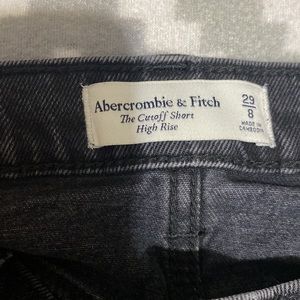 Abercrombie & Fitch
The Cutoff Short
High Rise
29
8
MADE IN
CAMBODIA